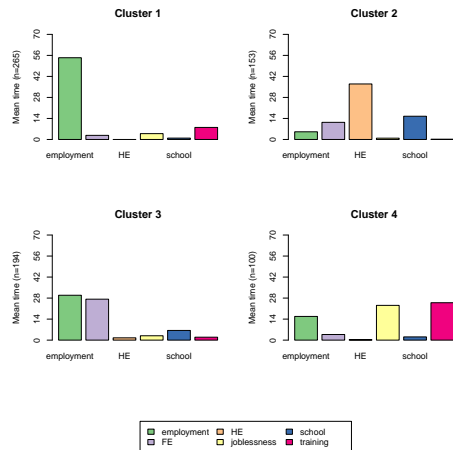 Cluster 1
Mean time (n=265)
0 14 28 42 56 70
employment HE school
Cluster 2
Mean time (n=153)
0 14 28 42 56 70
employment HE school
Cluster 3
Mean time (n=194)
0 14 28 42 56 70
employment HE school
Cluster 4
Mean time (n=100)
0 14 28 42 56 70
employment HE school
employment HE school
FE joblessness training